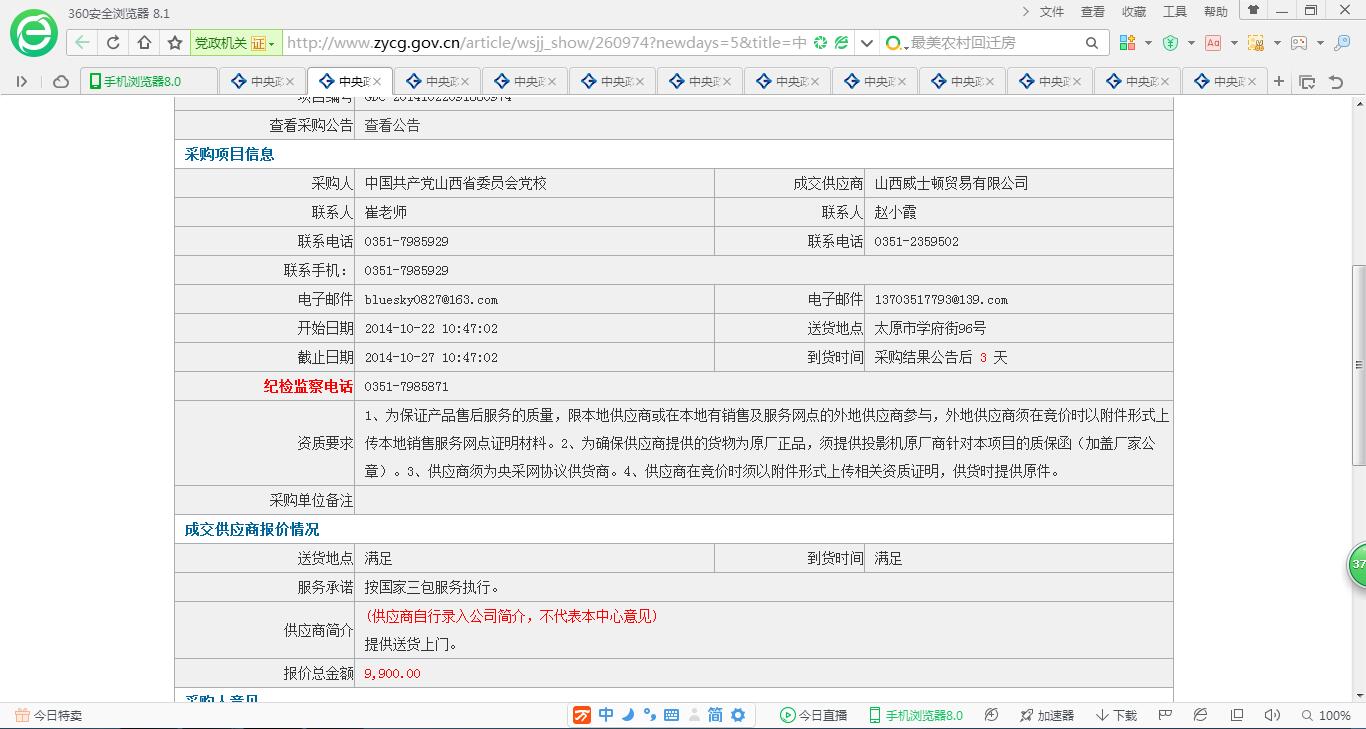 360安全浏览器 8.1
文件 查看 收藏 工具 帮助
党政机关 证 http://www.zycg.gov.cn/article/wsjj_show/260974?newdays=5&title=中 最美农村回迁房
手机浏览器8.0 中央政 中央政 中央政 中央政 中央政 中央政 中央政 中央政 中央政 中央政 中央政 中央政
项目编号
查看采购公告 查看公告
采购项目信息
采购人 中国共产党山西省委员会党校 成交供应商 山西威士顿贸易有限公司
联系人 崔老师 联系人 赵小霞
联系电话 0351-7985929 联系电话 0351-2359502
联系手机: 0351-7985929
电子邮件 bluesky0827@163.com 电子邮件 13703517793@139.com
开始日期 2014-10-22 10:47:02 送货地点 太原市学府街96号
截止日期 2014-10-27 10:47:02 到货时间 采购结果公告后 3 天
纪检监察电话 0351-7985871
资质要求 1、为保证产品售后服务的质量，限本地供应商或在本地有销售及服务网点的外地供应商参与，外地供应商须在竞价时以附件形式上
传本地销售服务网点证明材料。2、为确保供应商提供的货物为原厂正品，须提供投影机原厂商针对本项目的质保函（加盖厂家公
章）。3、供应商须为央采网协议供货商。4、供应商在竞价时须以附件形式上传相关资质证明，供货时提供原件。
采购单位备注
成交供应商报价情况
送货地点 满足 到货时间 满足
服务承诺 按国家三包服务执行。
供应商简介 (供应商自行录入公司简介，不代表本中心意见)
提供送货上门。
报价总金额 9,900.00
采购人意见
37
今日特卖 中 简 今日直播 手机浏览器8.0 加速器 下载 100%